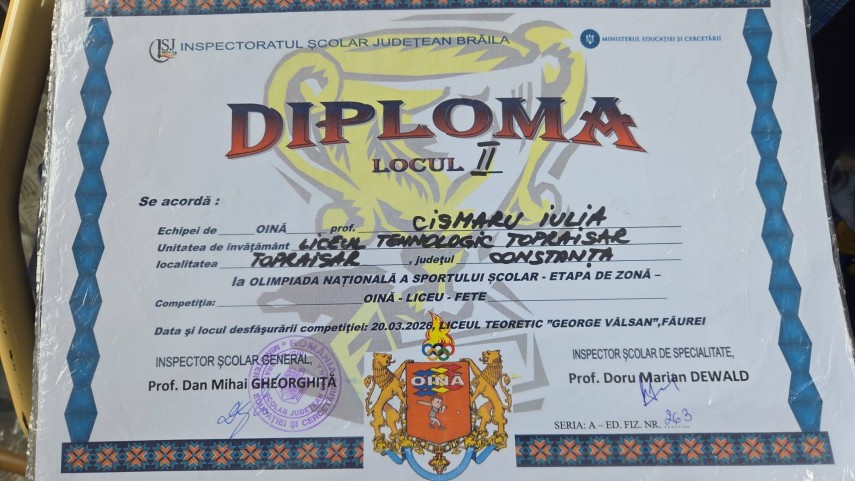 ISJ INSPECTORATUL ȘCOLAR JUDEȚEAN BRĂILA
MINISTERUL EDUCAȚIEI ȘI CERCETĂRII
DIPLOMA
LOCUL II
Se acordă :
Echipei de OINĂ prof. CISMARU IULIA
Unitatea de învățământ LICEUL TEHNOLOGIC TOPRAISAR
localitatea TOPRAISAR , județul CONSTANȚA
la OLIMPIADA NAȚIONALĂ A SPORTULUI ȘCOLAR - ETAPA DE ZONĂ –
Competiția: OINĂ - LICEU - FETE
Data și locul desfășurării competiției: 20.03.2026, LICEUL TEORETIC "GEORGE VÂLSAN",FĂUREI
INSPECTOR ȘCOLAR GENERAL,
Prof. Dan Mihai GHEORGHIȚĂ
INSPECTOR ȘCOLAR DE SPECIALITATE,
Prof. Doru Marian DEWALD
OINA
SERIA: A – ED. FIZ. NR. 263